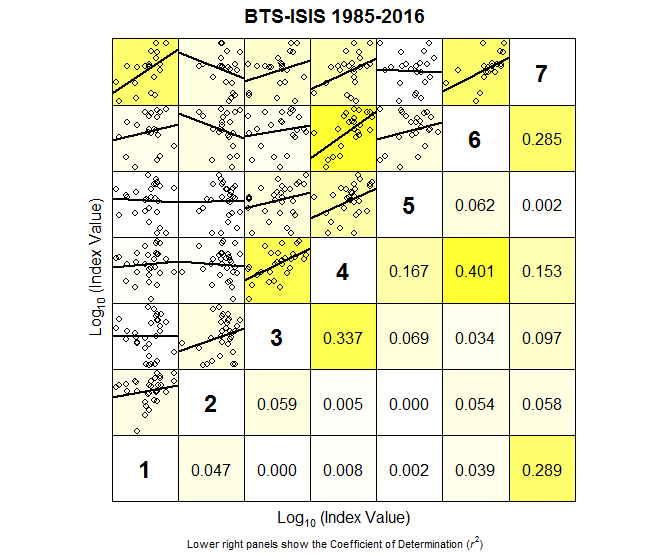 BTS-ISIS 1985-2016
7
6 0.285
5 0.062 0.002
4 0.167 0.401 0.153
3 0.337 0.069 0.034 0.097
2 0.059 0.005 0.000 0.054 0.058
1 0.047 0.000 0.008 0.002 0.039 0.289
Log10 (Index Value)
Log10 (Index Value)
Lower right panels show the Coefficient of Determination (r2)